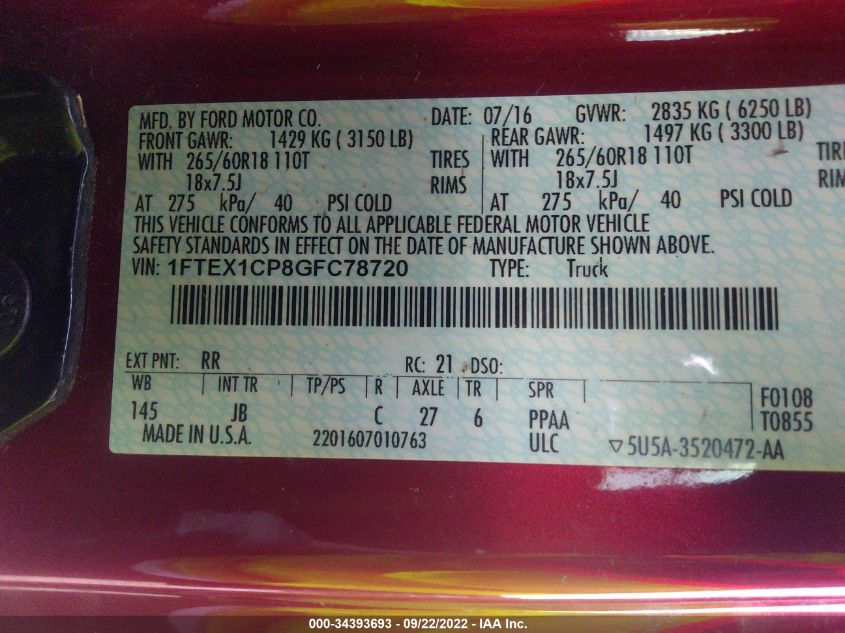 MFD. BY FORD MOTOR CO. DATE: 07/16 GVWR: 2835 KG ( 6250 LB)
FRONT GAWR: 1429 KG ( 3150 LB) REAR GAWR: 1497 KG ( 3300 LB)
WITH 265/60R18 110T TIRES WITH 265/60R18 110T
18x7.5J RIMS 18x7.5J
AT 275 kPa/ 40 PSI COLD AT 275 kPa/ 40 PSI COLD
THIS VEHICLE CONFORMS TO ALL APPLICABLE FEDERAL MOTOR VEHICLE
SAFETY STANDARDS IN EFFECT ON THE DATE OF MANUFACTURE SHOWN ABOVE.
VIN: 1FTEX1CP8GFC78720 TYPE: Truck
EXT PNT: RR RC: 21 DSO:
WB INT TR TP/PS R AXLE TR SPR F0108
145 JB C 27 6 PPAA T0855
MADE IN U.S.A. 2201607010763 ULC ▽5U5A-3520472-AA
000-34393693 - 09/22/2022 - IAA Inc.